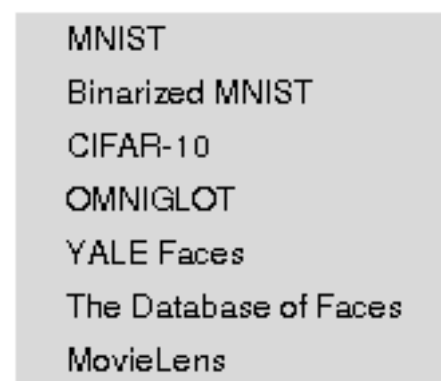 MNIST
Binarized MNIST
CIFAR-10
OMNIGLOT
YALE Faces
The Database of Faces
MovieLens